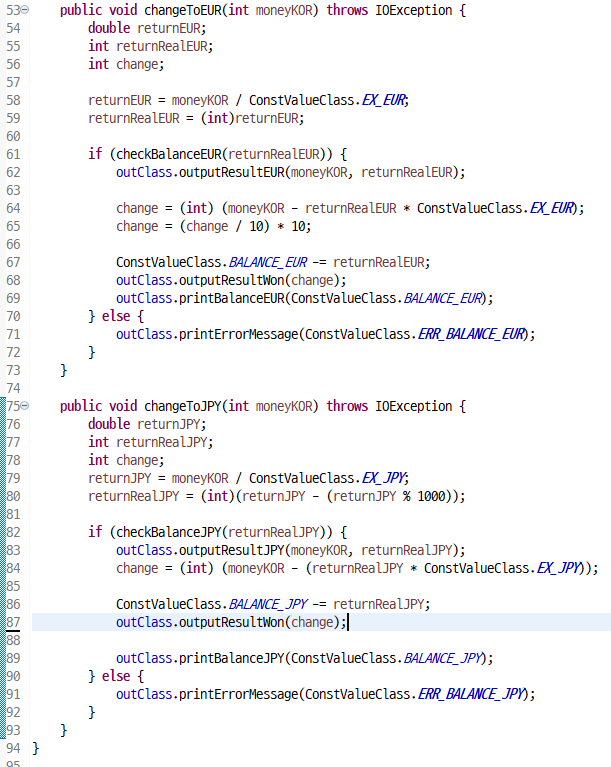 53 public void changeToEUR(int moneyKOR) throws IOException {
54 double returnEUR;
55 int returnRealEUR;
56 int change;
57
58 returnEUR = moneyKOR / ConstValueClass.EX_EUR;
59 returnRealEUR = (int)returnEUR;
60
61 if (checkBalanceEUR(returnRealEUR)) {
62 outClass.outputResultEUR(moneyKOR, returnRealEUR);
63
64 change = (int) (moneyKOR - returnRealEUR * ConstValueClass.EX_EUR);
65 change = (change / 10) * 10;
66
67 ConstValueClass.BALANCE_EUR -= returnRealEUR;
68 outClass.outputResultWon(change);
69 outClass.printBalanceEUR(ConstValueClass.BALANCE_EUR);
70 } else {
71 outClass.printErrorMessage(ConstValueClass.ERR_BALANCE_EUR);
72 }
73 }
74
75 public void changeToJPY(int moneyKOR) throws IOException {
76 double returnJPY;
77 int returnRealJPY;
78 int change;
79 returnJPY = moneyKOR / ConstValueClass.EX_JPY;
80 returnRealJPY = (int)(returnJPY - (returnJPY % 1000));
81
82 if (checkBalanceJPY(returnRealJPY)) {
83 outClass.outputResultJPY(moneyKOR, returnRealJPY);
84 change = (int) (moneyKOR - (returnRealJPY * ConstValueClass.EX_JPY));
85
86 ConstValueClass.BALANCE_JPY -= returnRealJPY;
87 outClass.outputResultWon(change);
88
89 outClass.printBalanceJPY(ConstValueClass.BALANCE_JPY);
90 } else {
91 outClass.printErrorMessage(ConstValueClass.ERR_BALANCE_JPY);
92 }
93 }
94 }
95